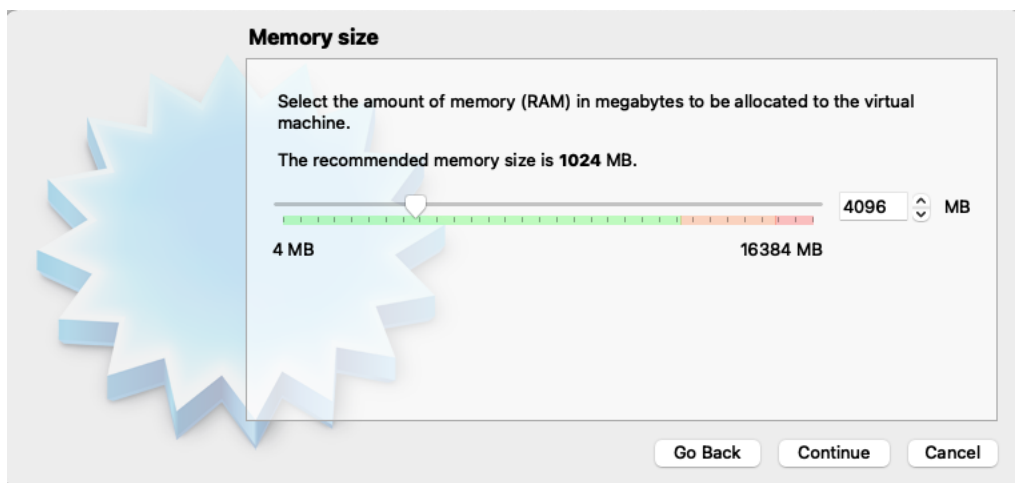 Memory size
Select the amount of memory (RAM) in megabytes to be allocated to the virtual
machine.
The recommended memory size is 1024 MB.
4096 MB
4 MB 16384 MB
Go Back Continue Cancel